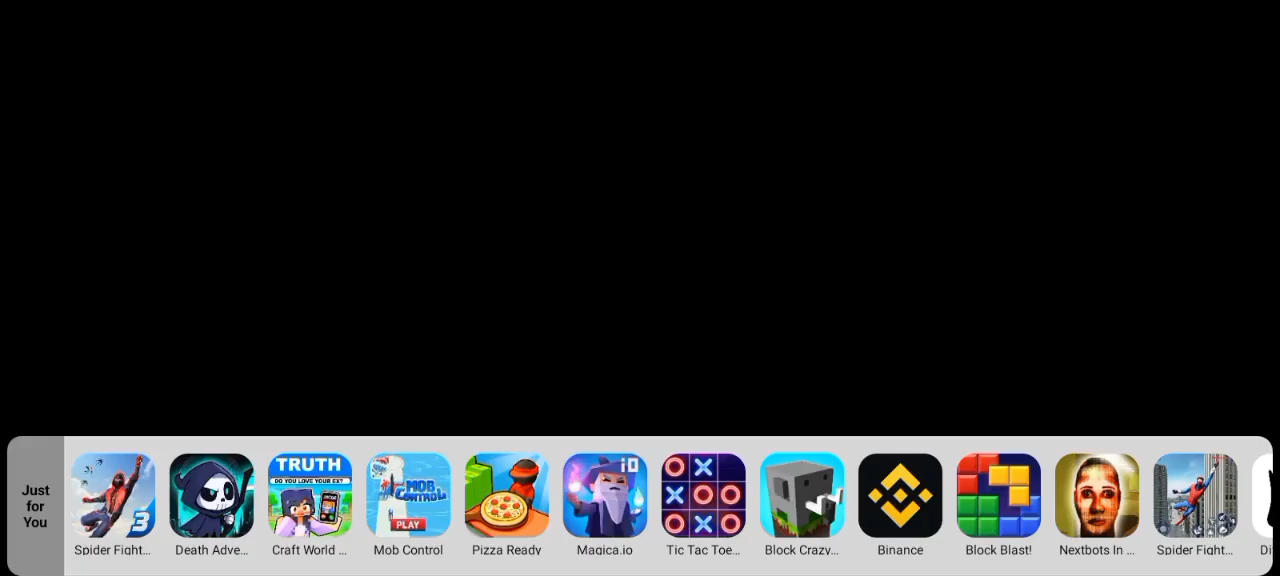 Just
for
You
TRUTH
DO YOU LOVE YOUR EX?
MOB
CONTROL
PLAY
3
iO
Spider Fight...
Death Adve...
Craft World ...
Mob Control
Pizza Ready
Magica.io
Tic Tac Toe...
Block Crazy...
Binance
Block Blast!
Nextbots In ...
Spider Fight...
Di